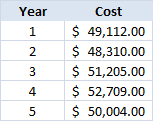 Year Cost
1 $ 49,112.00
2 $ 48,310.00
3 $ 51,205.00
4 $ 52,709.00
5 $ 50,004.00